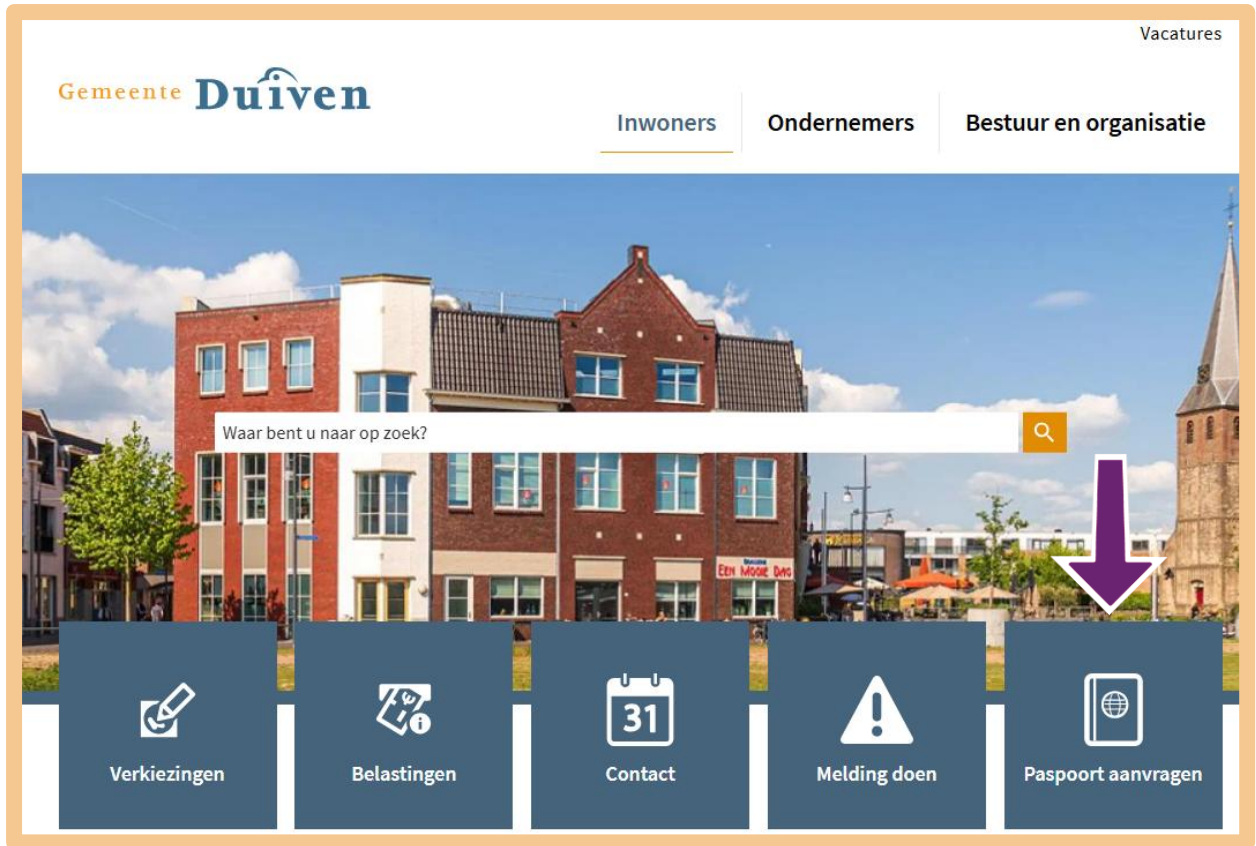 Vacatures
Gemeente Duiven
Inwoners Ondernemers Bestuur en organisatie
Waar bent u naar op zoek?
EEN MOOIE DAG
31
Verkiezingen Belastingen Contact Melding doen Paspoort aanvragen